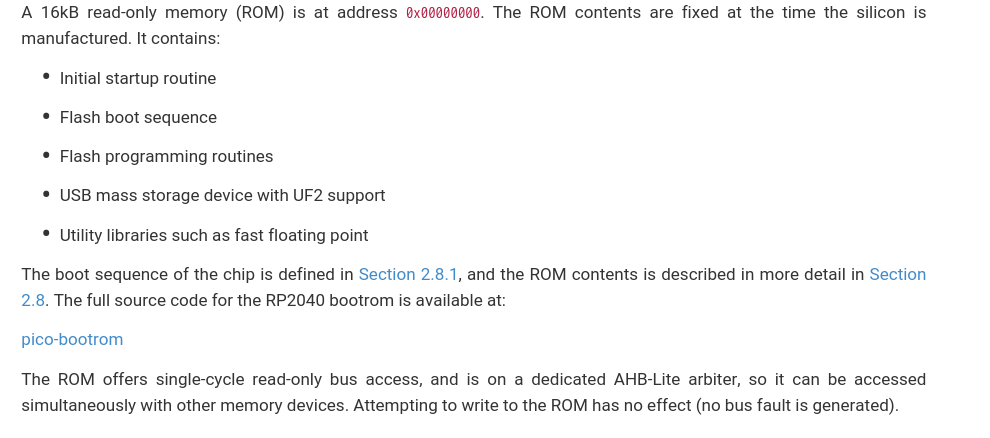 A 16kB read-only memory (ROM) is at address 0x00000000. The ROM contents are fixed at the time the silicon is
manufactured. It contains:
• Initial startup routine
• Flash boot sequence
• Flash programming routines
• USB mass storage device with UF2 support
• Utility libraries such as fast floating point
The boot sequence of the chip is defined in Section 2.8.1, and the ROM contents is described in more detail in Section
2.8. The full source code for the RP2040 bootrom is available at:
pico-bootrom
The ROM offers single-cycle read-only bus access, and is on a dedicated AHB-Lite arbiter, so it can be accessed
simultaneously with other memory devices. Attempting to write to the ROM has no effect (no bus fault is generated).